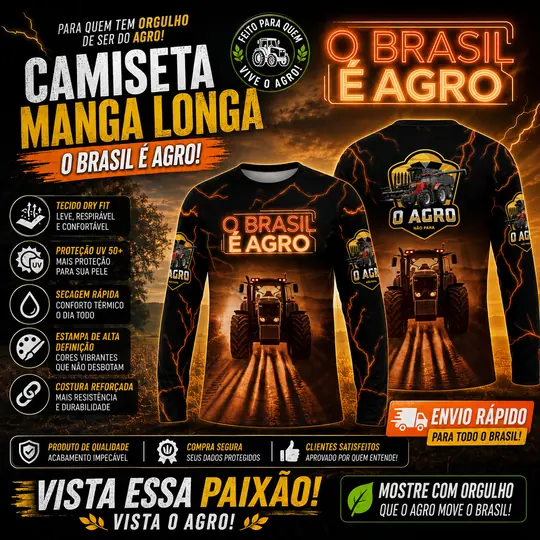 PARA QUEM TEM ORGULHO
DE SER DO AGRO!
FEITO PARA QUEM
VIVE O AGRO!
CAMISETA
MANGA LONGA
O BRASIL É AGRO!
O BRASIL
É AGRO
TECIDO DRY FIT
LEVE, RESPIRÁVEL
E CONFORTÁVEL
UV
PROTEÇÃO UV 50+
MAIS PROTEÇÃO
PARA SUA PELE
SECAGEM RÁPIDA
CONFORTO TÉRMICO
O DIA TODO
ESTAMPA DE ALTA
DEFINIÇÃO
CORES VIBRANTES
QUE NÃO DESBOTAM
COSTURA REFORÇADA
MAIS RESISTÊNCIA
E DURABILIDADE
O BRASIL
É AGRO
O AGRO
O AGRO
NÃO PARA
ENVIO RÁPIDO
PARA TODO O BRASIL!
PRODUTO DE QUALIDADE
ACABAMENTO IMPECÁVEL
COMPRA SEGURA
SEUS DADOS PROTEGIDOS
CLIENTES SATISFEITOS
APROVADO POR QUEM ENTENDE!
VISTA ESSA PAIXÃO!
VISTA O AGRO!
MOSTRE COM ORGULHO
QUE O AGRO MOVE O BRASIL!